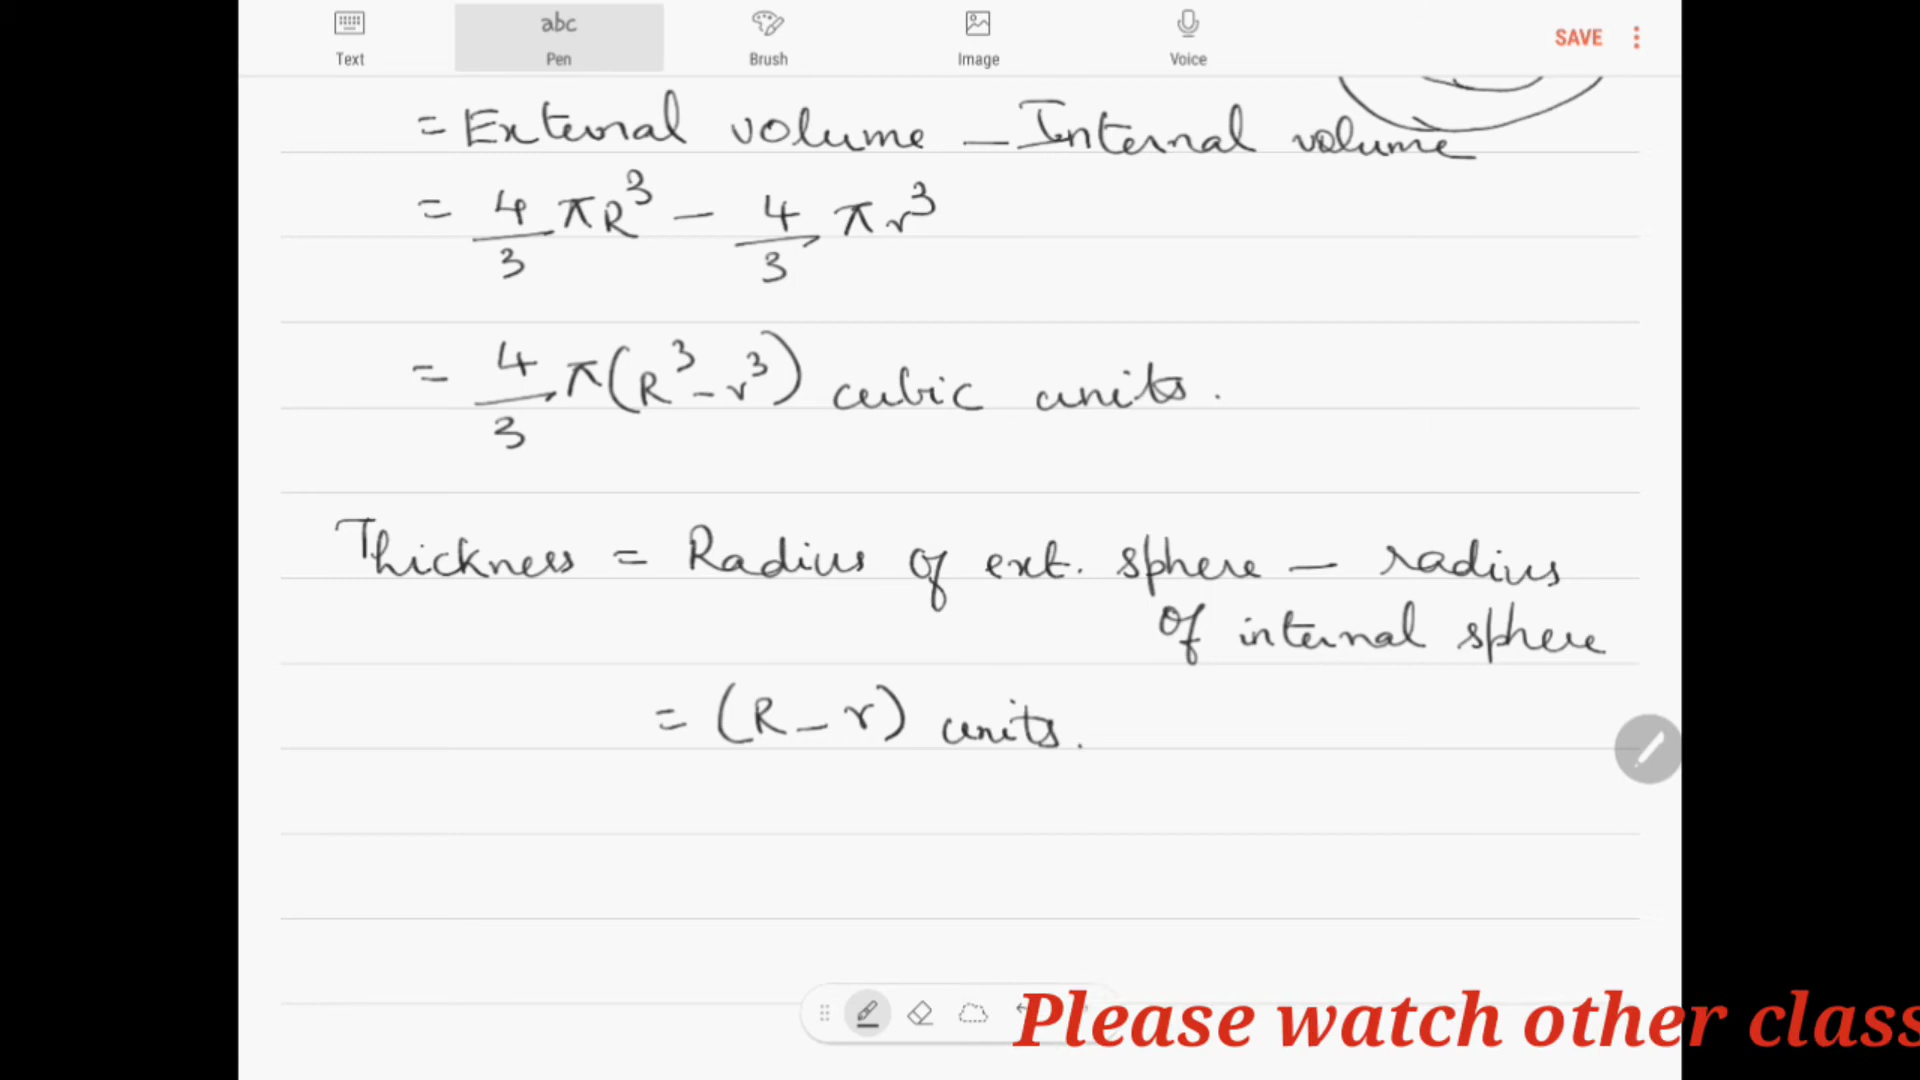 Text abc Pen Brush Image Voice SAVE
= External volume – Internal volume
= 4/3 πR³ – 4/3 πr³
= 4/3 π(R³ – r³) cubic units.
Thickness = Radius of ext. sphere – radius
of internal sphere
= (R – r) units.
Please watch other class